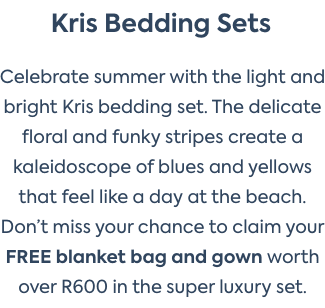 Kris Bedding Sets
Celebrate summer with the light and
bright Kris bedding set. The delicate
floral and funky stripes create a
kaleidoscope of blues and yellows
that feel like a day at the beach.
Don’t miss your chance to claim your
FREE blanket bag and gown worth
over R600 in the super luxury set.